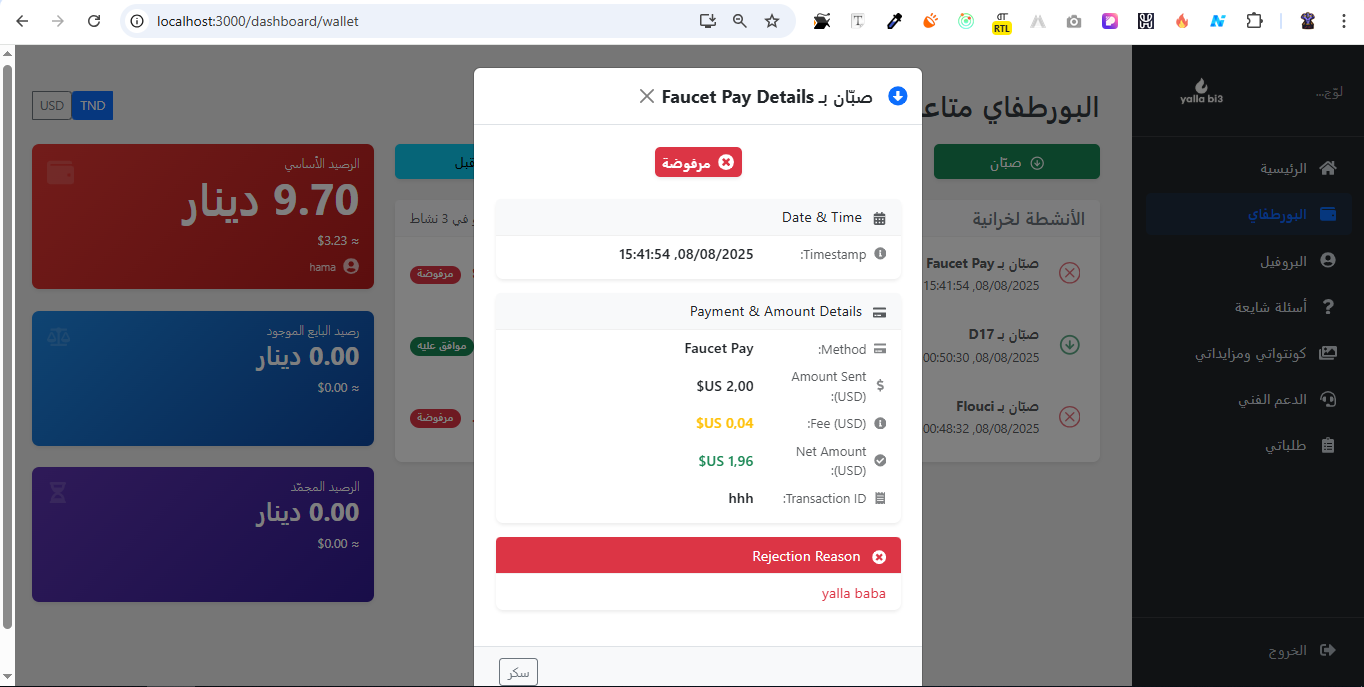 localhost:3000/dashboard/wallet
RTL
yalla bi3
لوّج...
الرئيسية
البورطفاي
البروفيل
أسئلة شايعة
كونتواتي ومزايداتي
الدعم الفني
طلباتي
الخروج
البورطفاي متاع
USD
TND
صبّان
قبل
الأنشطة لخرانية
و في 3 نشاط
صبّان بـ Faucet Pay
15:41:54 ,08/08/2025
مرفوضة
صبّان بـ D17
00:50:30 ,08/08/2025
موافق عليه
صبّان بـ Flouci
00:48:32 ,08/08/2025
مرفوضة
الرصيد الأساسي
9.70 دينار
≈ $3.23
hama
رصيد البايع الموجود
0.00 دينار
≈ $0.00
الرصيد المجمّد
0.00 دينار
≈ $0.00
صبّان بـ Faucet Pay Details
مرفوضة
Date & Time
Timestamp:
15:41:54 ,08/08/2025
Payment & Amount Details
Method:
Faucet Pay
Amount Sent
(USD):
$US 2,00
Fee (USD):
$US 0,04
Net Amount
(USD):
$US 1,96
Transaction ID:
hhh
Rejection Reason
yalla baba
سكر